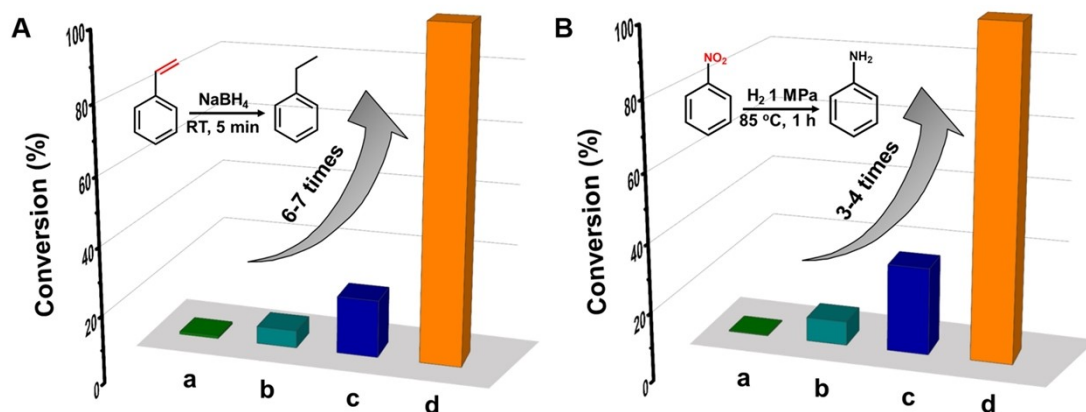 A
Conversion (%)
100
80
60
40
20
0
NaBH₄
RT, 5 min
6-7 times
a
b
c
d
B
Conversion (%)
100
80
60
40
20
0
NO₂
NH₂
H₂ 1 MPa
85 °C, 1 h
3-4 times
a
b
c
d